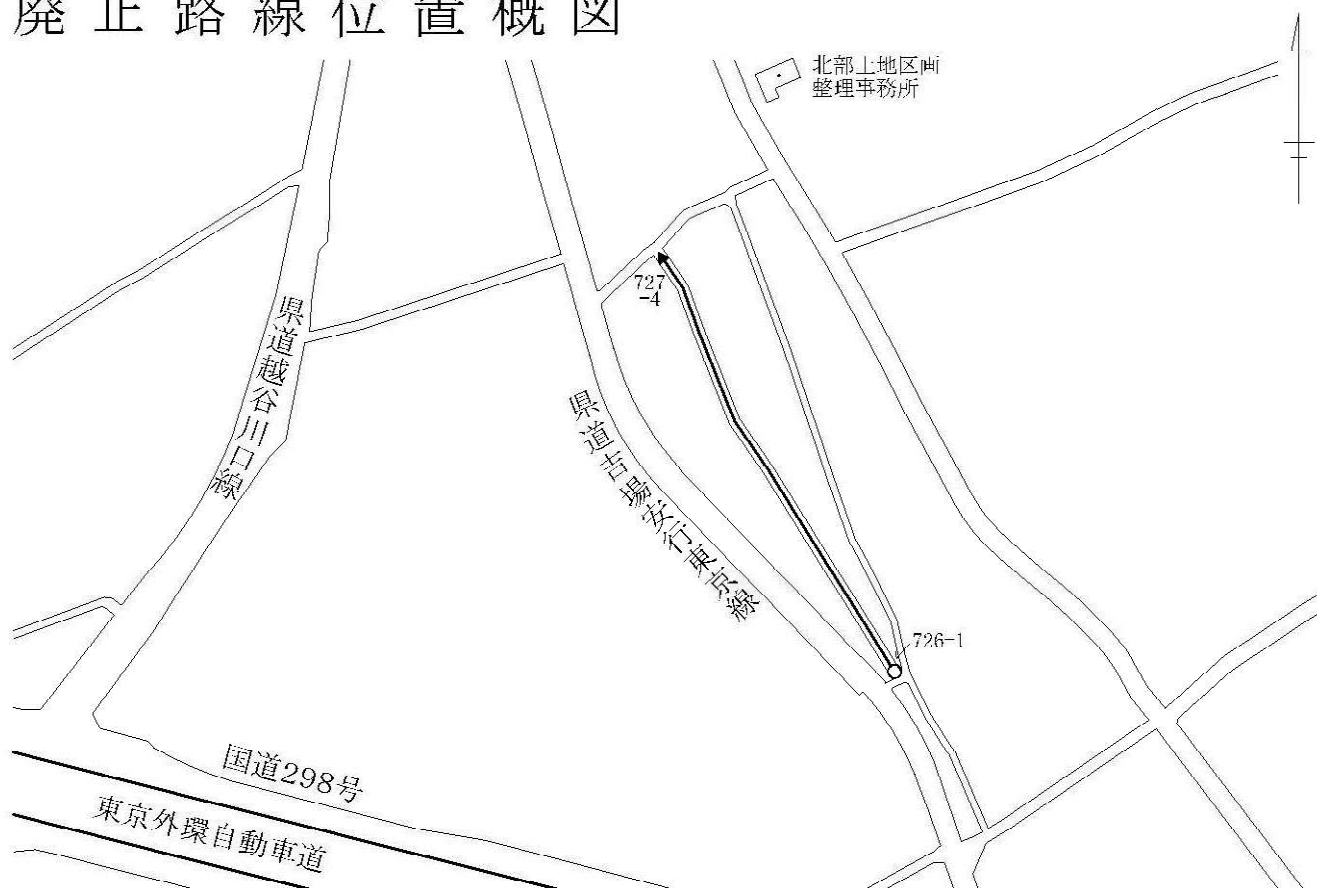 廃止路線位置概図
北部土地区画
整理事務所
727
-4
県道越谷川口線
県道吉場安行東京線
726-1
国道298号
東京外環自動車道